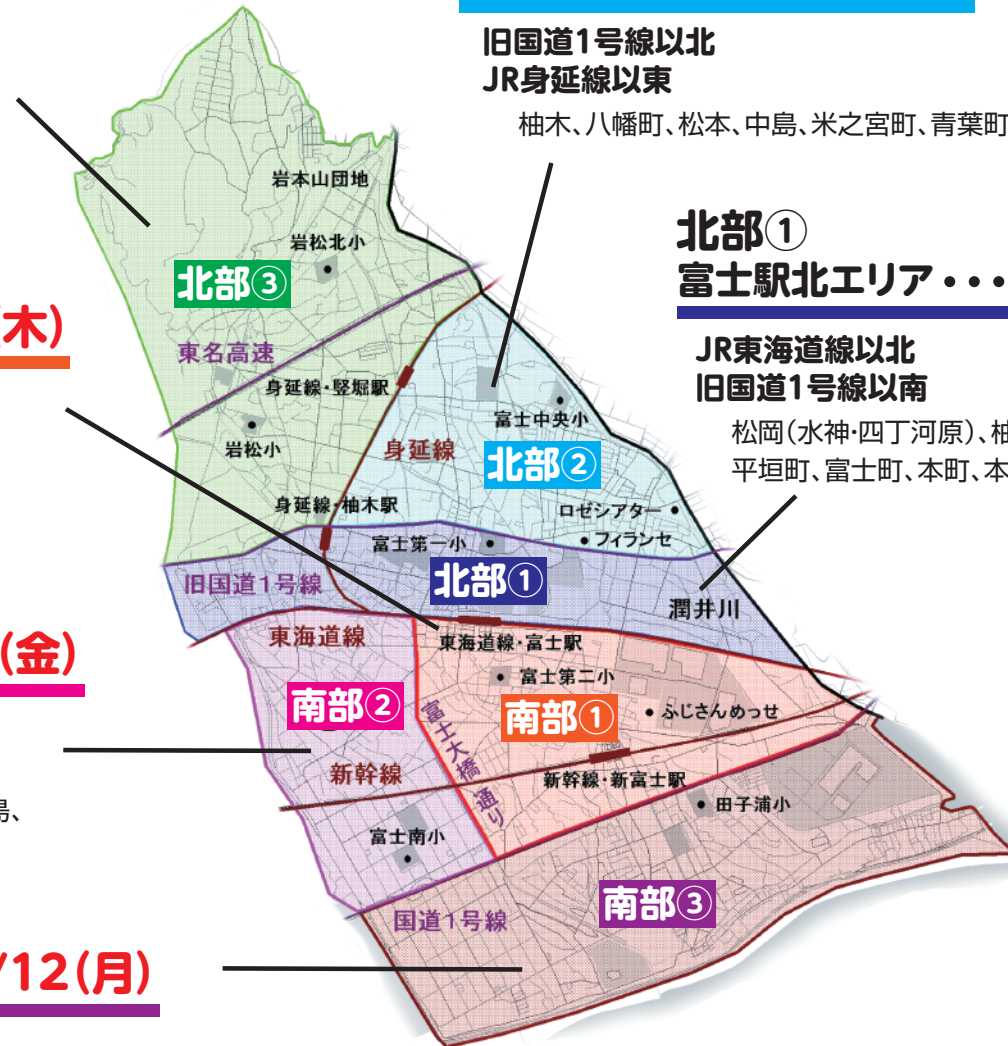 旧国道1号線以北
JR身延線以東
柚木、八幡町、松本、中島、米之宮町、青葉町
北部①
富士駅北エリア・・・
JR東海道線以北
旧国道1号線以南
松岡(水神・四丁河原)、柚
平垣町、富士町、本町、本
岩本山団地
岩松北小
北部③
(木)
東名高速
身延線・竪堀駅
富士中央小
岩松小
身延線
北部②
身延線・柚木駅
ロゼシアター
フィランセ
富士第一小
北部①
旧国道1号線
潤井川
東海道線
東海道線・富士駅
(金)
富士第二小
南部②
南部①
ふじさんめっせ
富士大橋通り
新幹線
新幹線・新富士駅
田子浦小
島、
富士南小
南部③
国道1号線
/12(月)